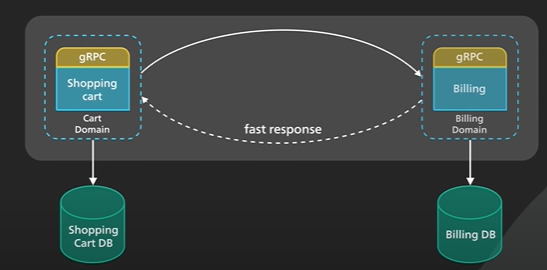 gRPC
Shopping
cart
Cart
Domain
fast response
gRPC
Billing
Billing
Domain
Shopping
Cart DB
Billing DB